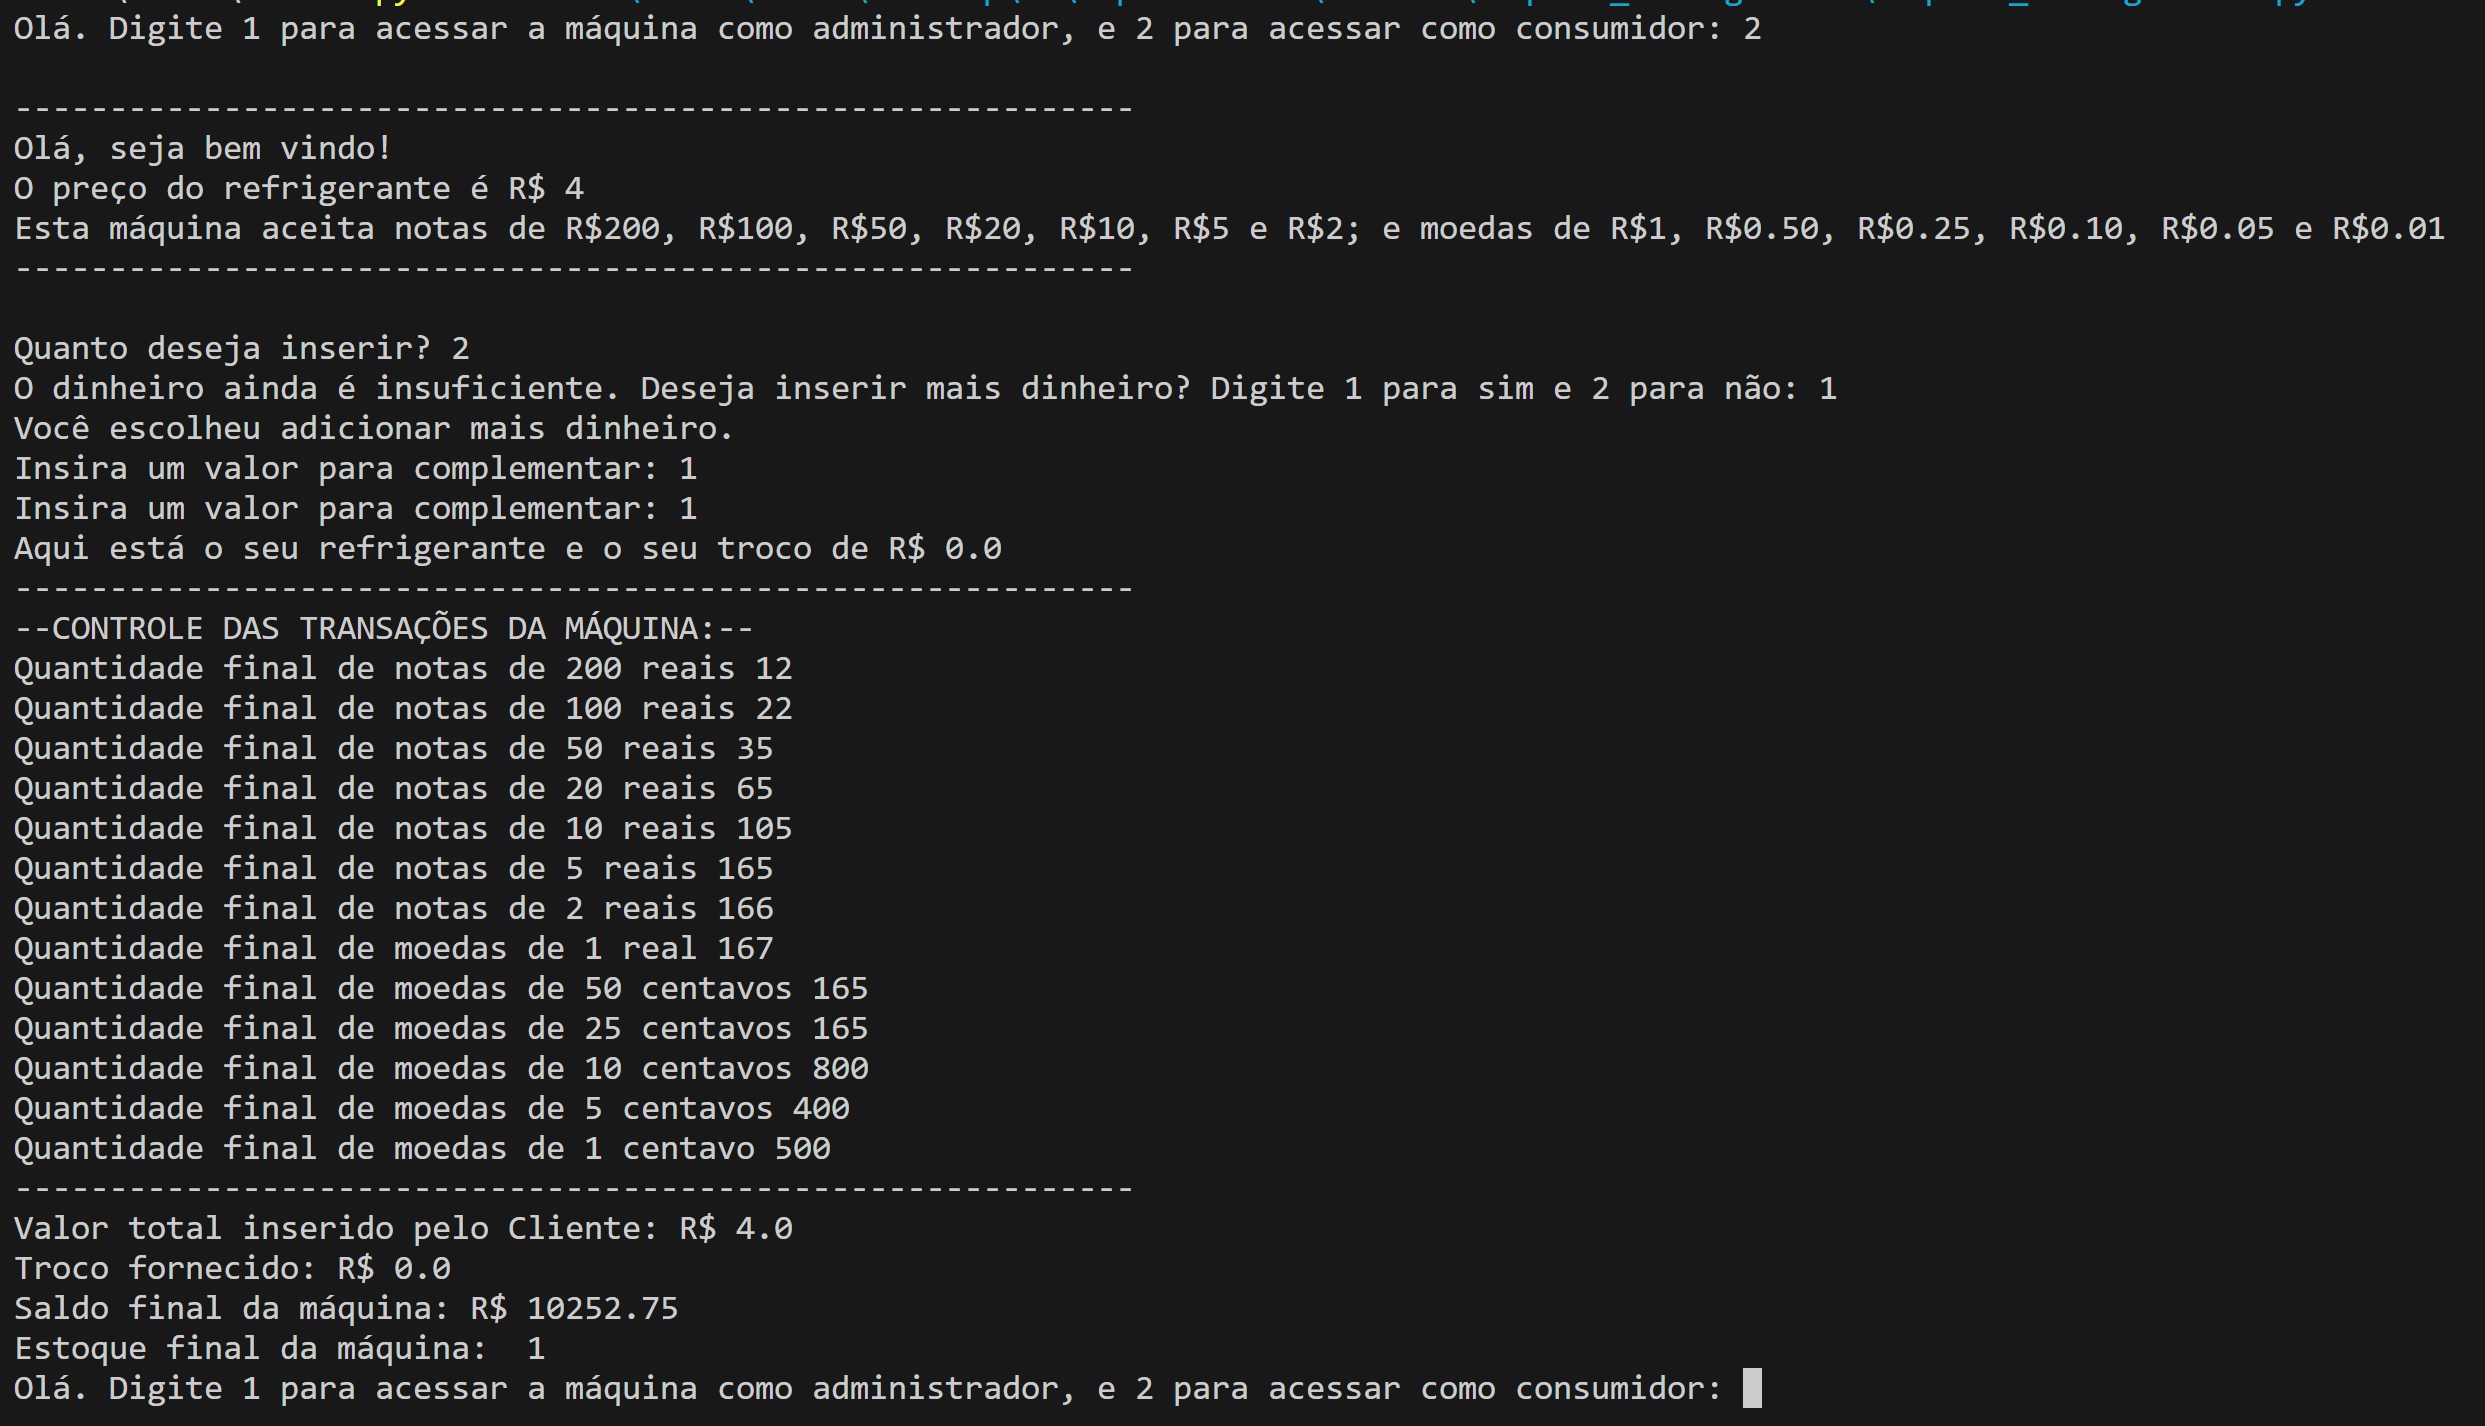 Olá. Digite 1 para acessar a máquina como administrador, e 2 para acessar como consumidor: 2
-----------------------------------------------------------
Olá, seja bem vindo!
O preço do refrigerante é R$ 4
Esta máquina aceita notas de R$200, R$100, R$50, R$20, R$10, R$5 e R$2; e moedas de R$1, R$0.50, R$0.25, R$0.10, R$0.05 e R$0.01
-----------------------------------------------------------
Quanto deseja inserir? 2
O dinheiro ainda é insuficiente. Deseja inserir mais dinheiro? Digite 1 para sim e 2 para não: 1
Você escolheu adicionar mais dinheiro.
Insira um valor para complementar: 1
Insira um valor para complementar: 1
Aqui está o seu refrigerante e o seu troco de R$ 0.0
-----------------------------------------------------------
--CONTROLE DAS TRANSAÇÕES DA MÁQUINA:--
Quantidade final de notas de 200 reais 12
Quantidade final de notas de 100 reais 22
Quantidade final de notas de 50 reais 35
Quantidade final de notas de 20 reais 65
Quantidade final de notas de 10 reais 105
Quantidade final de notas de 5 reais 165
Quantidade final de notas de 2 reais 166
Quantidade final de moedas de 1 real 167
Quantidade final de moedas de 50 centavos 165
Quantidade final de moedas de 25 centavos 165
Quantidade final de moedas de 10 centavos 800
Quantidade final de moedas de 5 centavos 400
Quantidade final de moedas de 1 centavo 500
-----------------------------------------------------------
Valor total inserido pelo Cliente: R$ 4.0
Troco fornecido: R$ 0.0
Saldo final da máquina: R$ 10252.75
Estoque final da máquina:  1
Olá. Digite 1 para acessar a máquina como administrador, e 2 para acessar como consumidor: